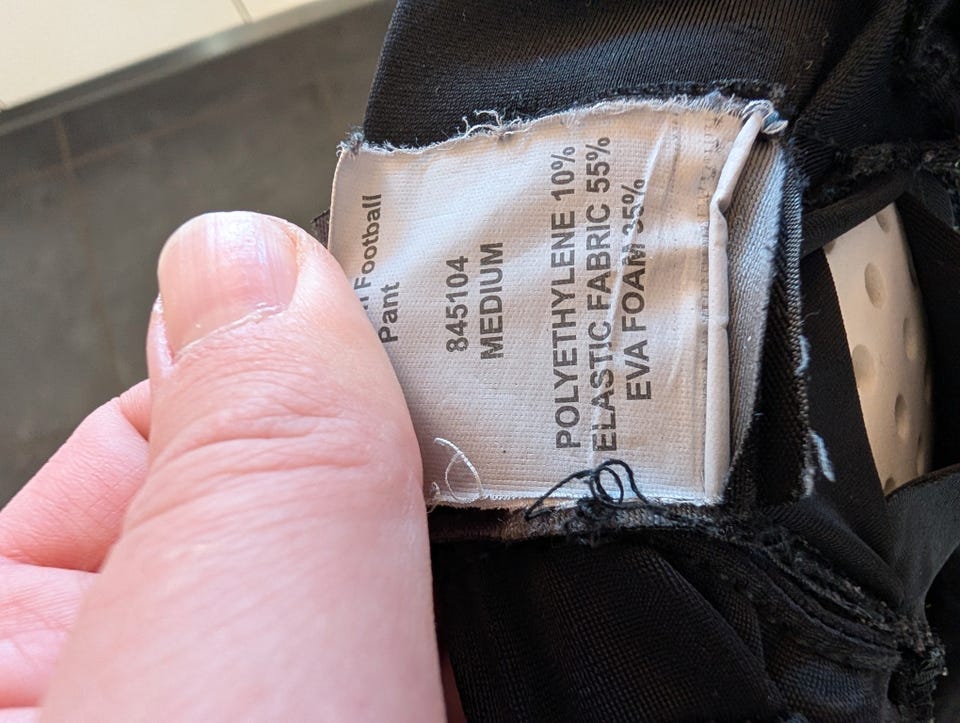 Football
Pant
845104
MEDIUM
POLYETHYLENE 10%
ELASTIC FABRIC 55%
EVA FOAM 35%